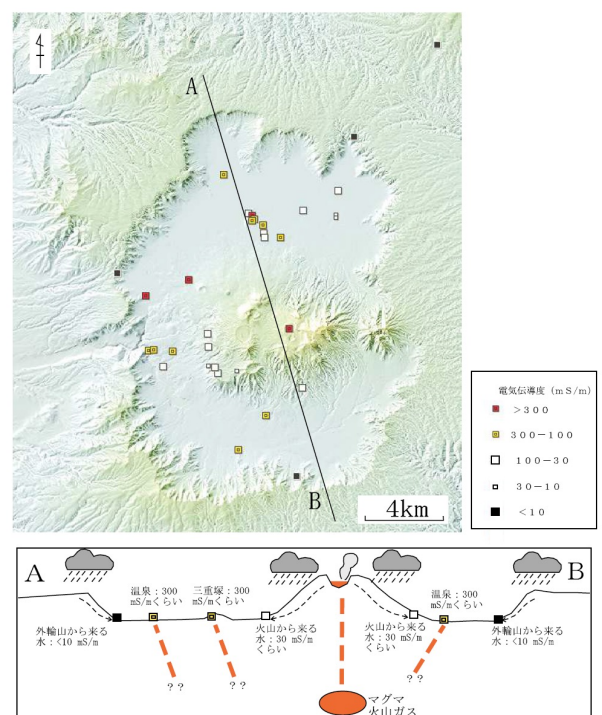 4
A
B
4km
電気伝導度（mS/m）
＞300
300－100
100－30
30－10
＜10
A
B
温泉：300
mS/mくらい
三重塚：300
mS/mくらい
温泉：300
mS/mくらい
外輪山から来る
水：<10 mS/m
火山から来る
水：30 mS/m
くらい
火山から来る
水：30 mS/m
くらい
外輪山から来る
水：<10 mS/m
？？
？？
？？
マグマ
火山ガス